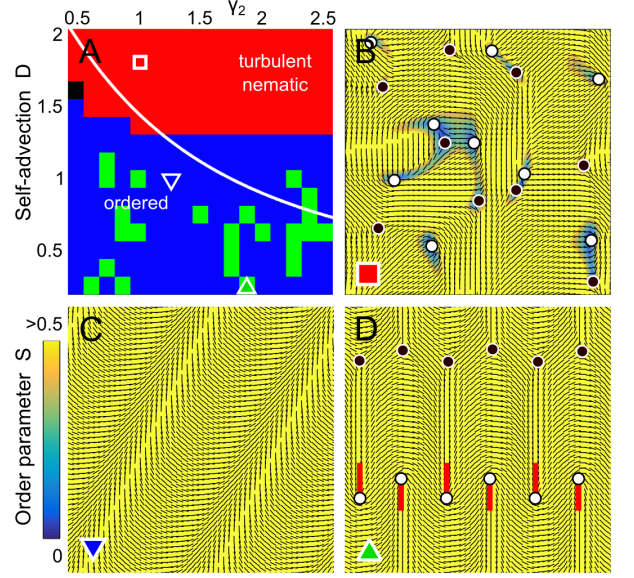 γ₂
0.5 1 1.5 2 2.5
Self-advection D
2
1.5
1
0.5
A
turbulent
nematic
ordered
B
C
D
Order parameter S
>0.5
0